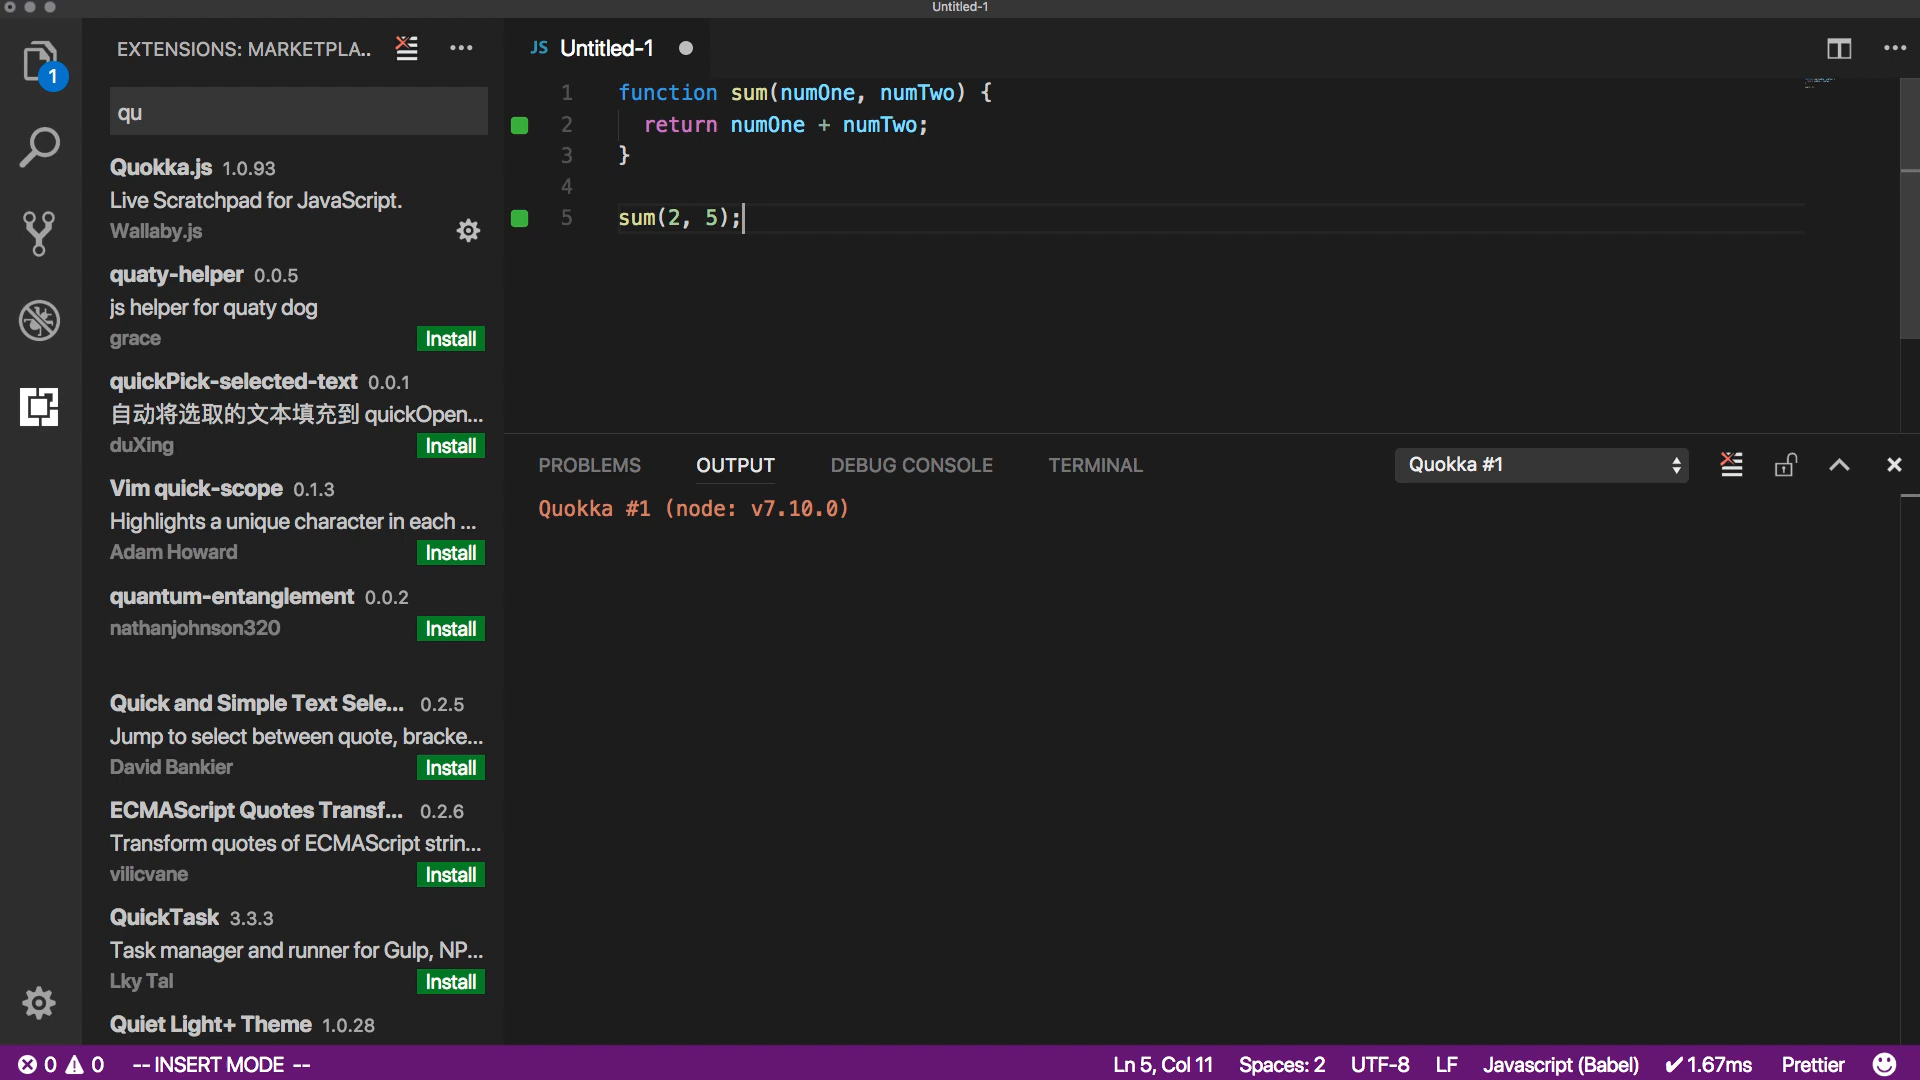 Untitled-1
EXTENSIONS: MARKETPLA...
JS Untitled-1
1
qu
Quokka.js 1.0.93
Live Scratchpad for JavaScript.
Wallaby.js
quaty-helper 0.0.5
js helper for quaty dog
grace
Install
quickPick-selected-text 0.0.1
自动将选取的文本填充到 quickOpen...
duXing
Install
Vim quick-scope 0.1.3
Highlights a unique character in each ...
Adam Howard
Install
quantum-entanglement 0.0.2
nathanjohnson320
Install
Quick and Simple Text Sele... 0.2.5
Jump to select between quote, bracke...
David Bankier
Install
ECMAScript Quotes Transf... 0.2.6
Transform quotes of ECMAScript strin...
vilicvane
Install
QuickTask 3.3.3
Task manager and runner for Gulp, NP...
Lky Tal
Install
Quiet Light+ Theme 1.0.28
1 function sum(numOne, numTwo) {
2 return numOne + numTwo;
3 }
4
5 sum(2, 5);
PROBLEMS OUTPUT DEBUG CONSOLE TERMINAL
Quokka #1
Quokka #1 (node: v7.10.0)
0 0 -- INSERT MODE --
Ln 5, Col 11 Spaces: 2 UTF-8 LF Javascript (Babel) ✔ 1.67ms Prettier